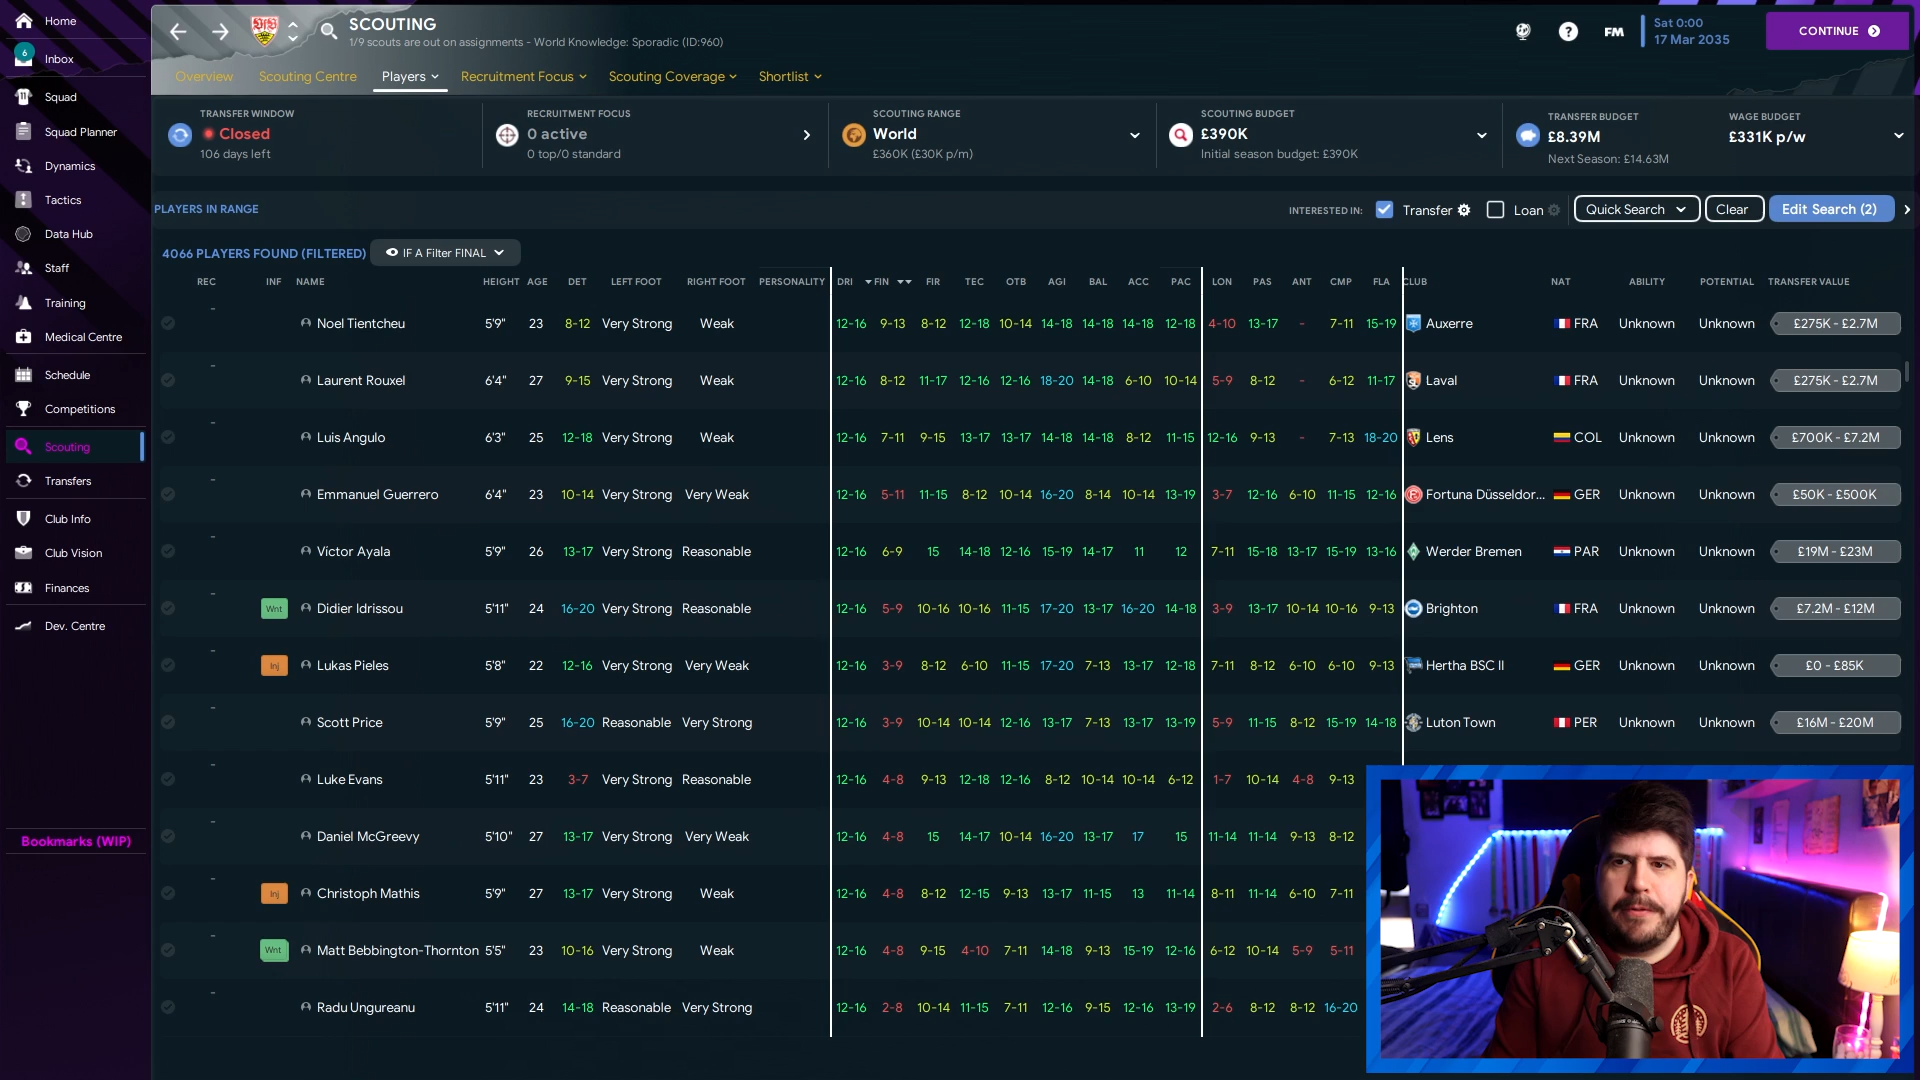 Home
6
Inbox
Squad
Squad Planner
Dynamics
Tactics
Data Hub
Staff
Training
Medical Centre
Schedule
Competitions
Scouting
Transfers
Club Info
Club Vision
Finances
Dev. Centre
Bookmarks (WIP)
SCOUTING
1/9 scouts are out on assignments - World Knowledge: Sporadic (ID:960)
FM
Sat 0:00
17 Mar 2035
CONTINUE
Overview Scouting Centre Players Recruitment Focus Scouting Coverage Shortlist
TRANSFER WINDOW
Closed
106 days left
RECRUITMENT FOCUS
0 active
0 top/0 standard
SCOUTING RANGE
World
£360K (£30K p/m)
SCOUTING BUDGET
£390K
Initial season budget: £390K
TRANSFER BUDGET
£8.39M
Next Season: £14.63M
WAGE BUDGET
£331K p/w
PLAYERS IN RANGE
INTERESTED IN: Transfer Loan Quick Search Clear Edit Search (2)
4066 PLAYERS FOUND (FILTERED) IF A Filter FINAL
REC INF NAME HEIGHT AGE DET LEFT FOOT RIGHT FOOT PERSONALITY DRI FIN FIR TEC OTB AGI BAL ACC PAC LON PAS ANT CMP FLA CLUB NAT ABILITY POTENTIAL TRANSFER VALUE
- Noel Tientcheu 5'9" 23 8-12 Very Strong Weak 12-16 9-13 8-12 12-18 10-14 14-18 14-18 14-18 12-18 4-10 13-17 - 7-11 15-19 Auxerre FRA Unknown Unknown £275K - £2.7M
- Laurent Rouxel 6'4" 27 9-15 Very Strong Weak 12-16 8-12 11-17 12-16 12-16 18-20 14-18 6-10 10-14 5-9 8-12 - 6-12 11-17 Laval FRA Unknown Unknown £275K - £2.7M
- Luis Angulo 6'3" 25 12-18 Very Strong Weak 12-16 7-11 9-15 13-17 13-17 14-18 14-18 8-12 11-15 12-16 9-13 - 7-13 18-20 Lens COL Unknown Unknown £700K - £7.2M
- Emmanuel Guerrero 6'4" 23 10-14 Very Strong Very Weak 12-16 5-11 11-15 8-12 10-14 16-20 8-14 10-14 13-19 3-7 12-16 6-10 11-15 12-16 Fortuna Düsseldor... GER Unknown Unknown £50K - £500K
- Víctor Ayala 5'9" 26 13-17 Very Strong Reasonable 12-16 6-9 15 14-18 12-16 15-19 14-17 11 12 7-11 15-18 13-17 15-19 13-16 Werder Bremen PAR Unknown Unknown £19M - £23M
- Wnt Didier Idrissou 5'11" 24 16-20 Very Strong Reasonable 12-16 5-9 10-16 10-16 11-15 17-20 13-17 16-20 14-18 3-9 13-17 10-14 10-16 9-13 Brighton FRA Unknown Unknown £7.2M - £12M
- Inj Lukas Pieles 5'8" 22 12-16 Very Strong Very Weak 12-16 3-9 8-12 6-10 11-15 17-20 7-13 13-17 12-18 7-11 8-12 6-10 6-10 9-13 Hertha BSC II GER Unknown Unknown £0 - £85K
- Scott Price 5'9" 25 16-20 Reasonable Very Strong 12-16 3-9 10-14 10-14 12-16 13-17 7-13 13-17 13-19 5-9 11-15 8-12 15-19 14-18 Luton Town PER Unknown Unknown £16M - £20M
- Luke Evans 5'11" 23 3-7 Very Strong Reasonable 12-16 4-8 9-13 12-18 12-16 8-12 10-14 10-14 6-12 1-7 10-14 4-8 9-13
- Daniel McGreevy 5'10" 27 13-17 Very Strong Very Weak 12-16 4-8 15 14-17 10-14 16-20 13-17 17 15 11-14 11-14 9-13 8-12
- Inj Christoph Mathis 5'9" 27 13-17 Very Strong Weak 12-16 4-8 8-12 12-15 9-13 13-17 11-15 13 11-14 8-11 11-14 6-10 7-11
- Wnt Matt Bebbington-Thornton 5'5" 23 10-16 Very Strong Weak 12-16 4-8 9-15 4-10 7-11 14-18 9-13 15-19 12-16 6-12 10-14 5-9 5-11
- Radu Ungureanu 5'11" 24 14-18 Reasonable Very Strong 12-16 2-8 10-14 11-15 7-11 12-16 9-15 12-16 13-19 2-6 8-12 8-12 16-20